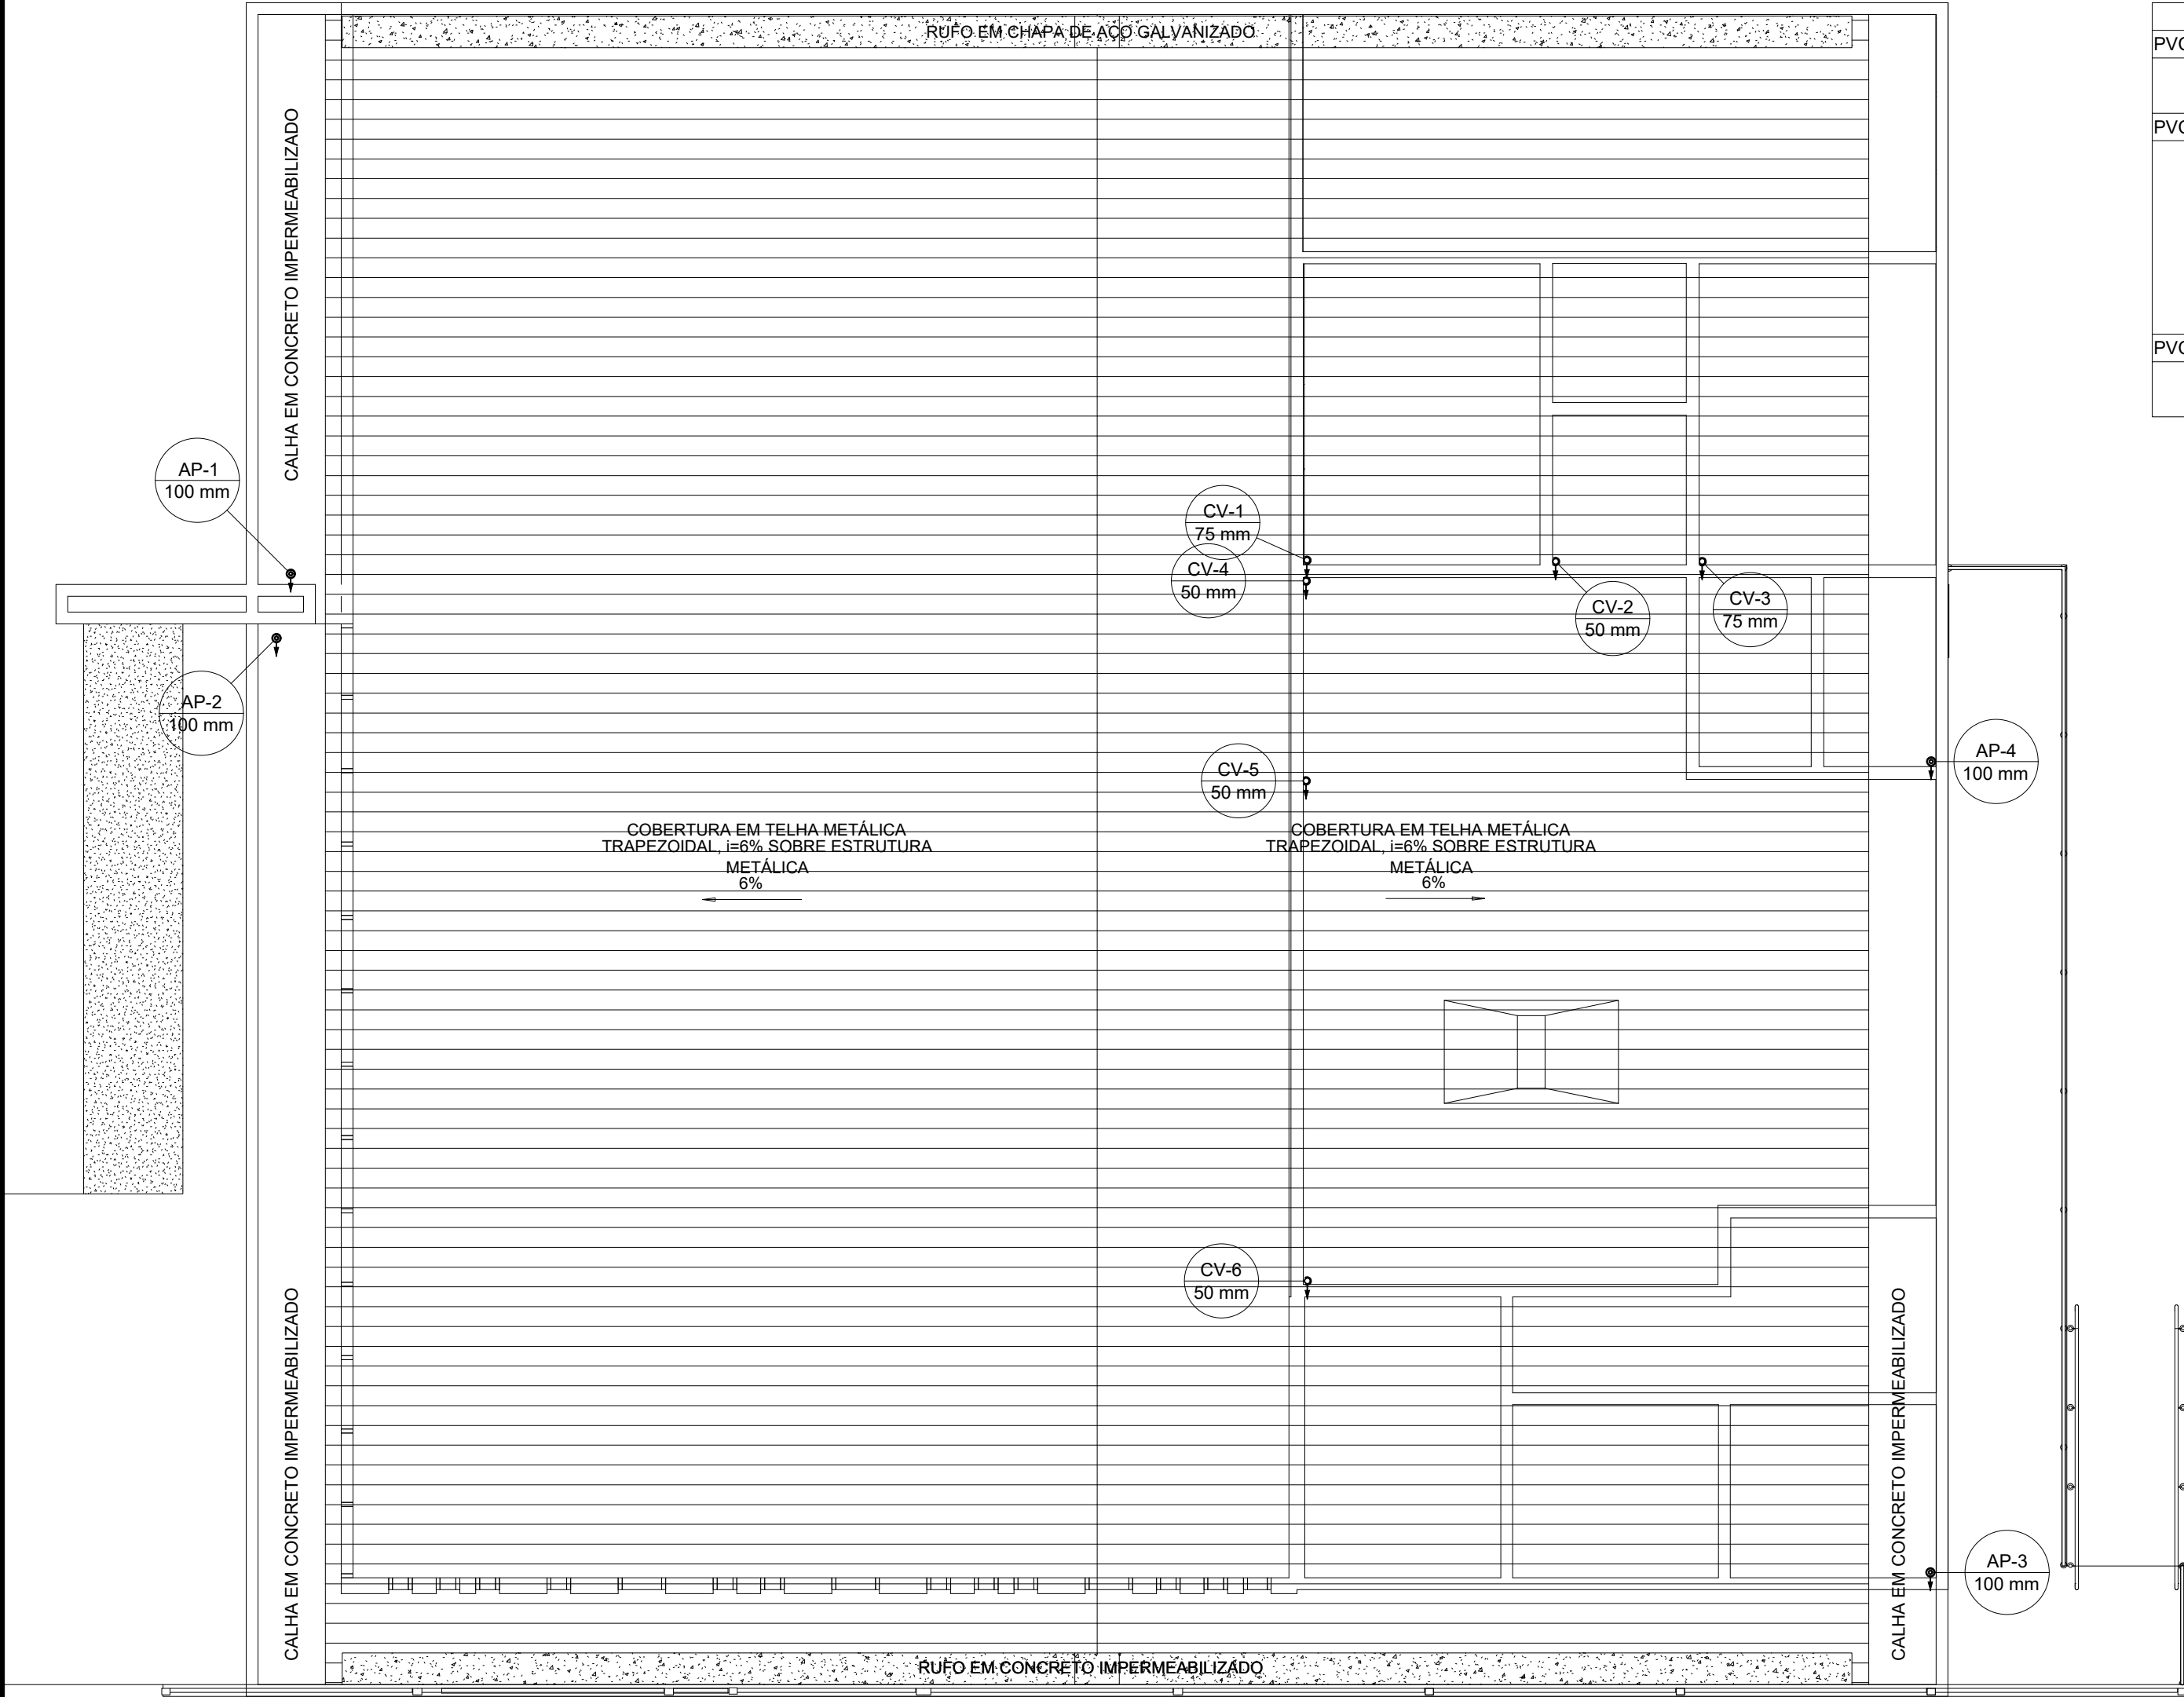 RUFO EM CHAPA DE AÇO GALVANIZADO
PVC
PVC
PVC
CALHA EM CONCRETO IMPERMEABILIZADO
AP-1
100 mm
CV-1
75 mm
CV-4
50 mm
CV-2
50 mm
CV-3
75 mm
AP-2
100 mm
AP-4
100 mm
CV-5
50 mm
COBERTURA EM TELHA METÁLICA
TRAPEZOIDAL, i=6% SOBRE ESTRUTURA
METÁLICA
6%
COBERTURA EM TELHA METÁLICA
TRAPEZOIDAL, i=6% SOBRE ESTRUTURA
METÁLICA
6%
CV-6
50 mm
CALHA EM CONCRETO IMPERMEABILIZADO
CALHA EM CONCRETO IMPERMEABILIZADO
AP-3
100 mm
RUFO EM CONCRETO IMPERMEABILIZADO